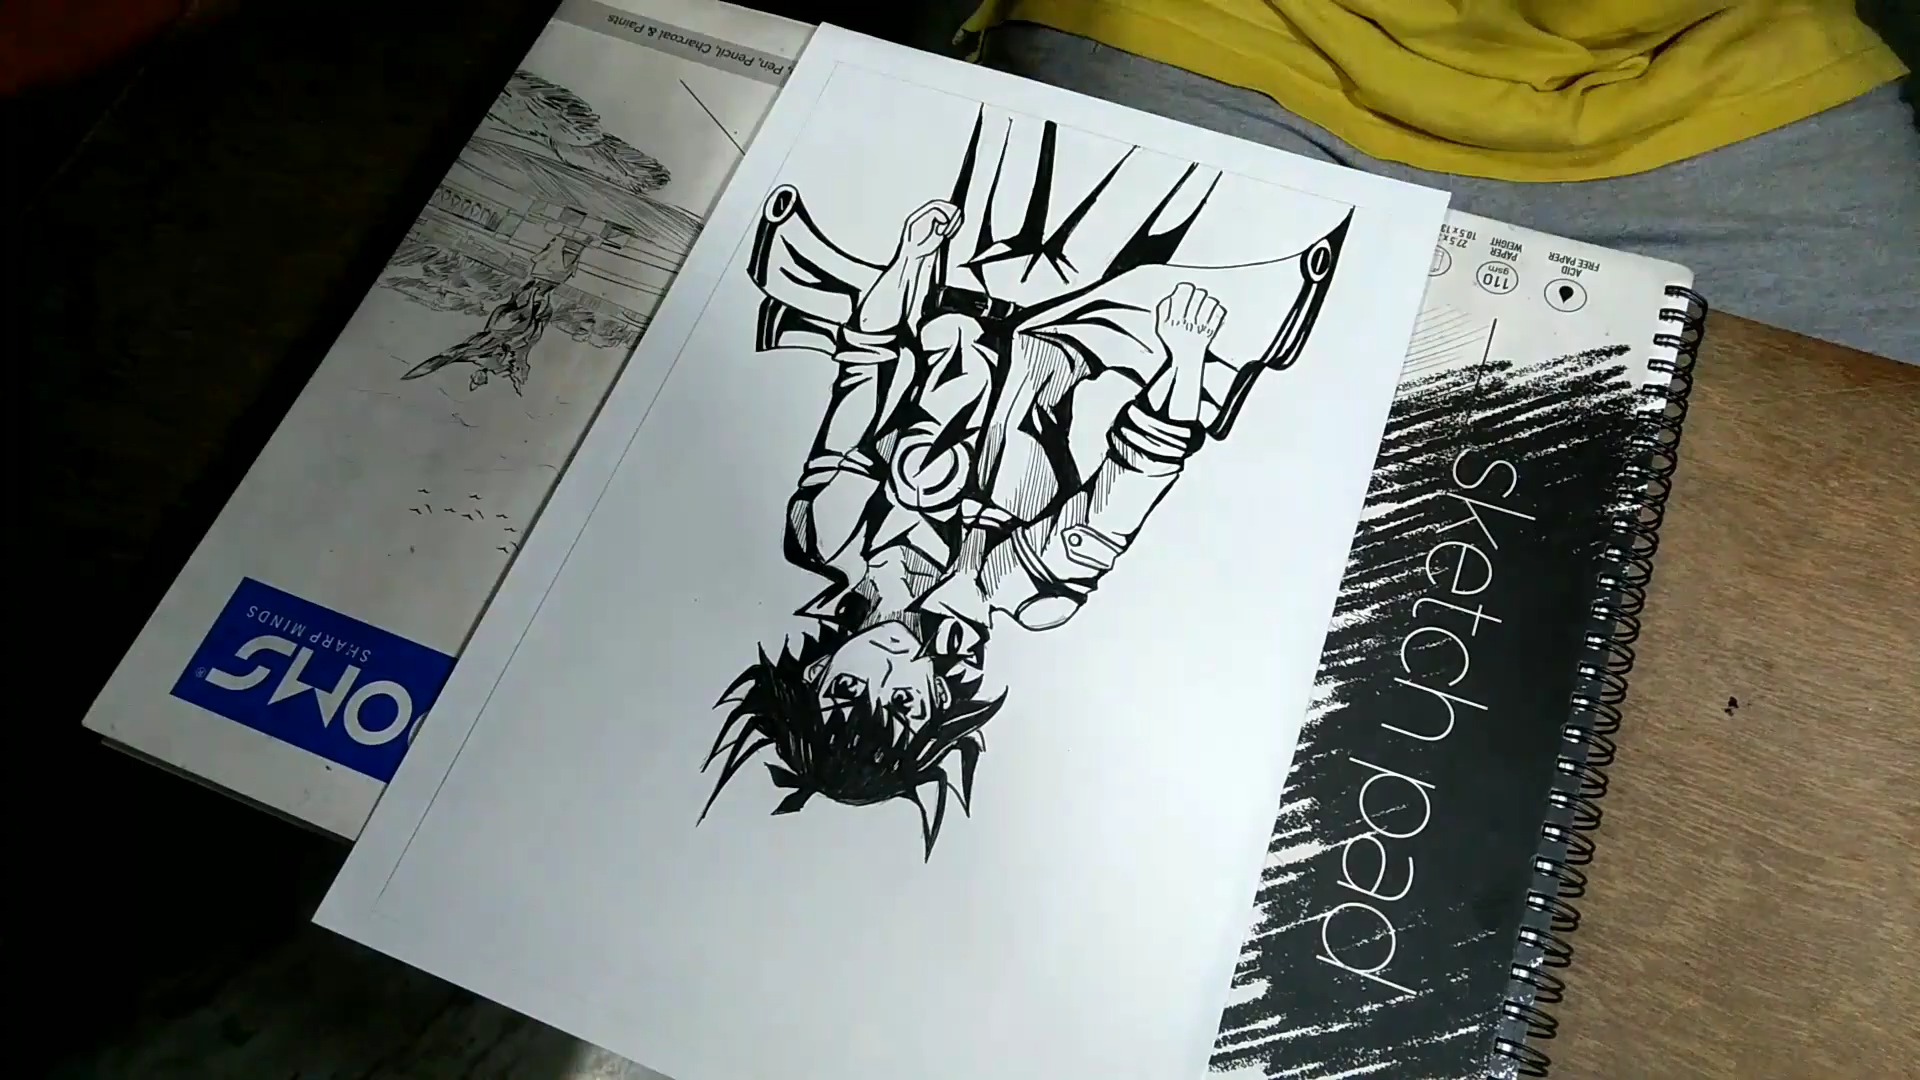 , Pen, Pencil, Charcoal & Paints
OMS
SHARP MINDS
sketch pad
110
gsm
PAPER
WEIGHT
ACID
FREE PAPER